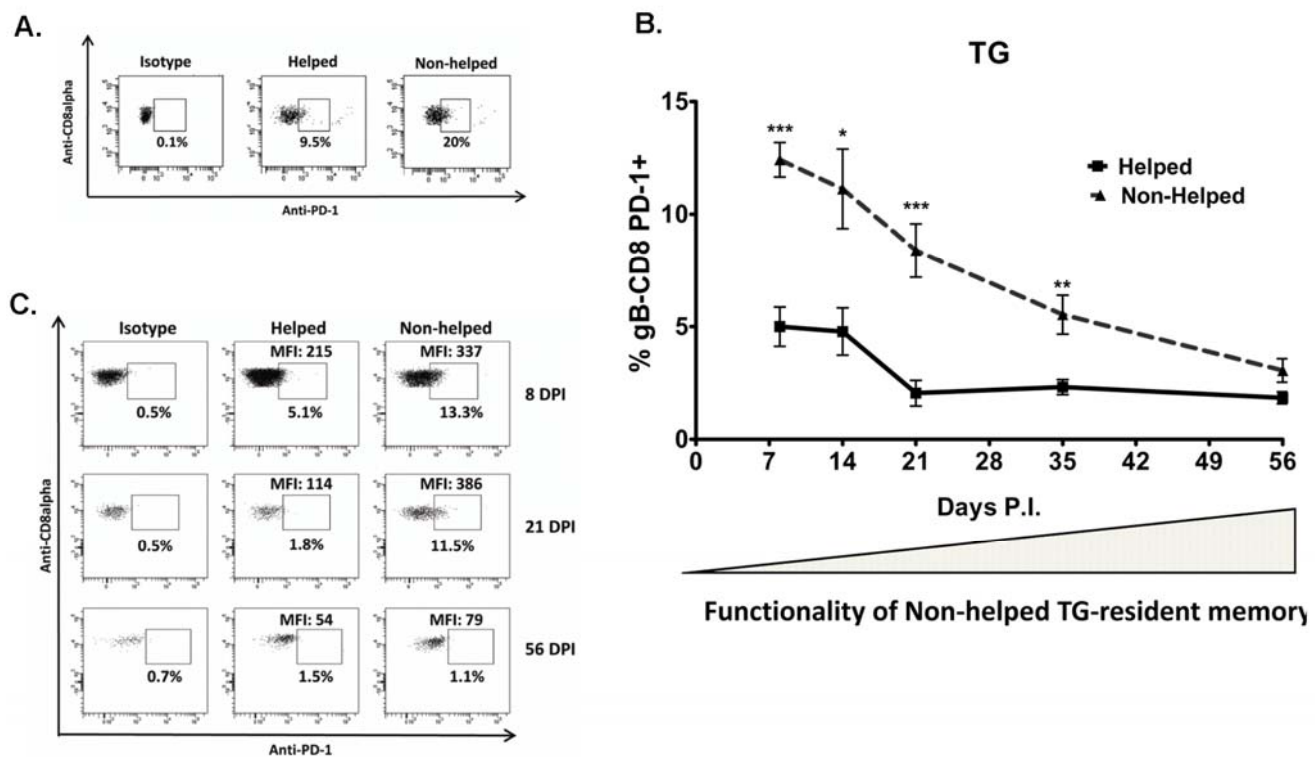 A.
Isotype Helped Non-helped
Anti-CD8alpha
0.1% 9.5% 20%
Anti-PD-1
B.
TG
% gB-CD8 PD-1+
15
10
5
0
*** * *** **
Helped
Non-Helped
0 7 14 21 28 35 42 49 56
Days P.I.
Functionality of Non-helped TG-resident memory
C.
Isotype Helped Non-helped
Anti-CD8alpha
MFI: 215 MFI: 337
8 DPI
0.5% 5.1% 13.3%
MFI: 114 MFI: 386
21 DPI
0.5% 1.8% 11.5%
MFI: 54 MFI: 79
56 DPI
0.7% 1.5% 1.1%
Anti-PD-1